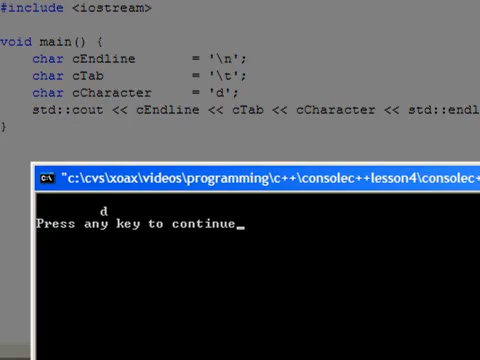 #include <iostream>
void main() {
char cEndline = '\n';
char cTab = '\t';
char cCharacter = 'd';
std::cout << cEndline << cTab << cCharacter << std::endl
}
"c:\cvs\xoax\videos\programming\c++\consolec++lesson4\consolec+
d
Press any key to continue_